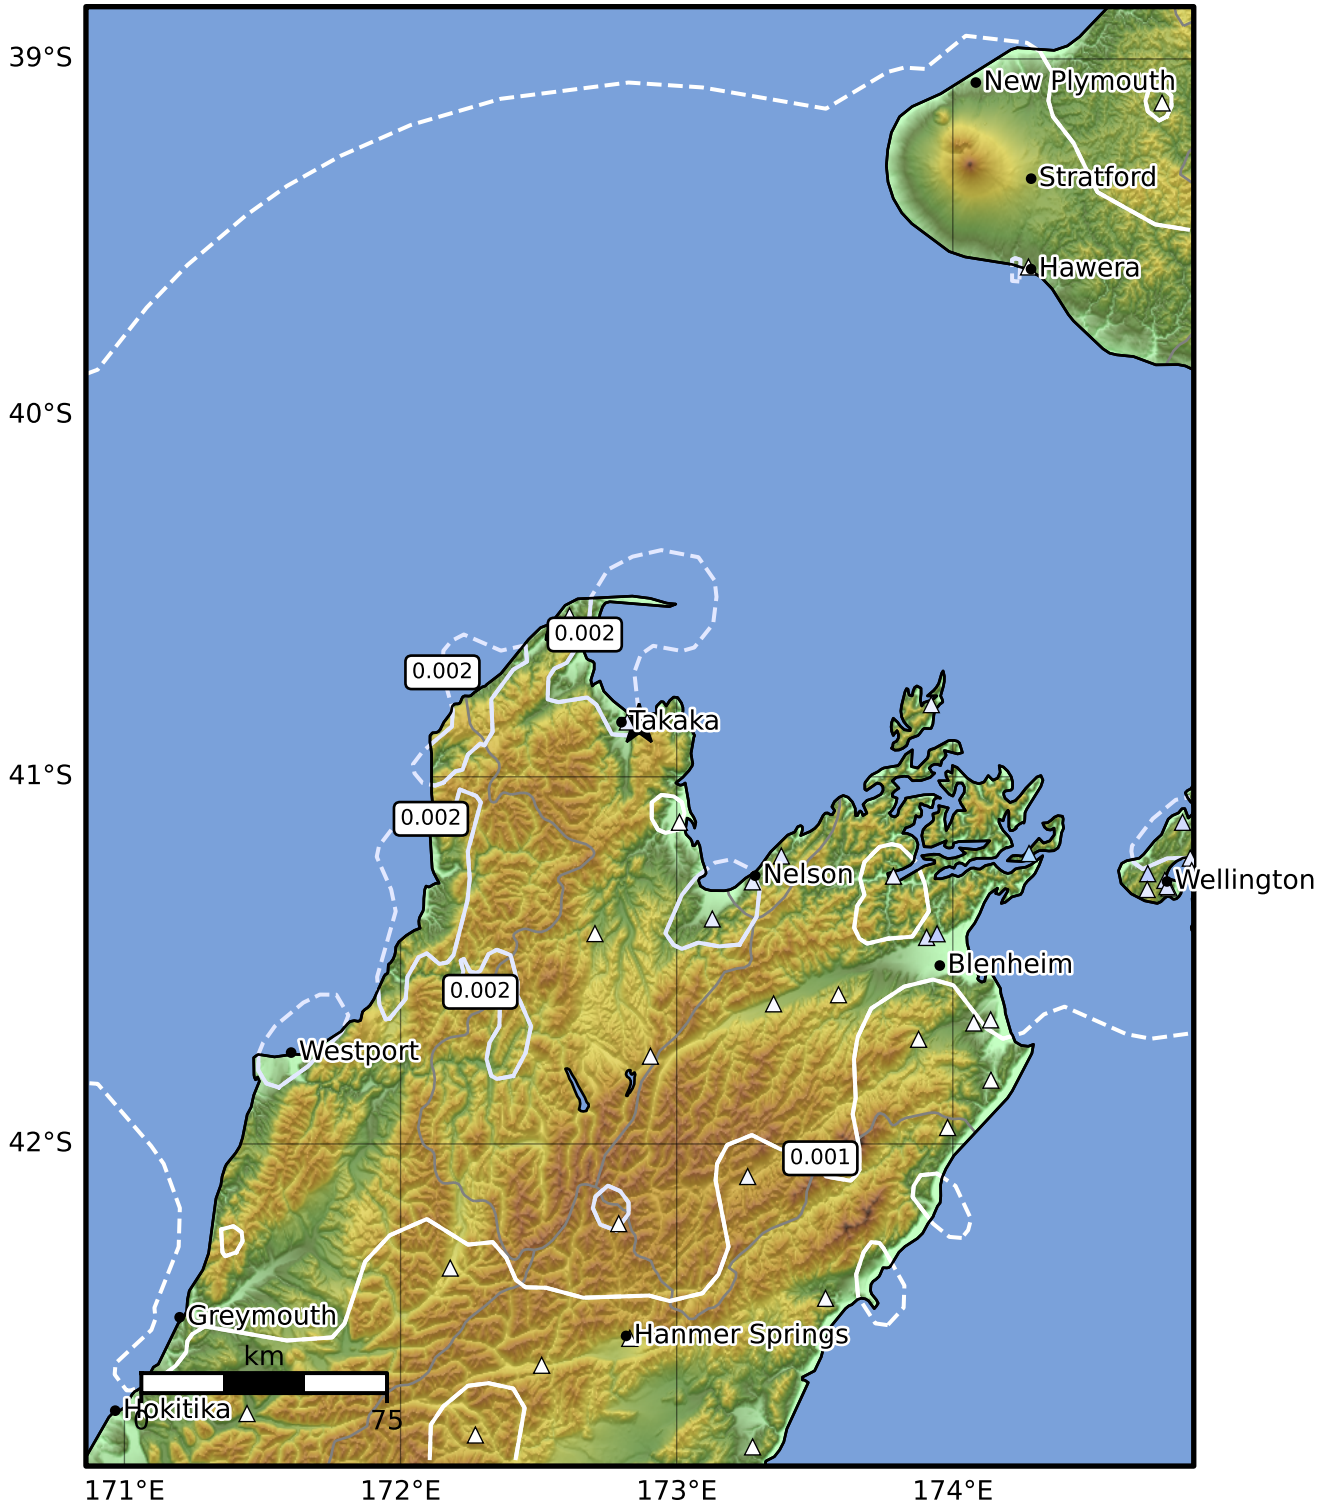 39°S
New Plymouth
Stratford
Hawera
40°S
0.002
0.002
Takaka
41°S
0.002
Nelson
Wellington
Blenheim
0.002
Westport
42°S
0.001
Greymouth
Hanmer Springs
km
Hokitika
0
75
171°E
172°E
173°E
174°E